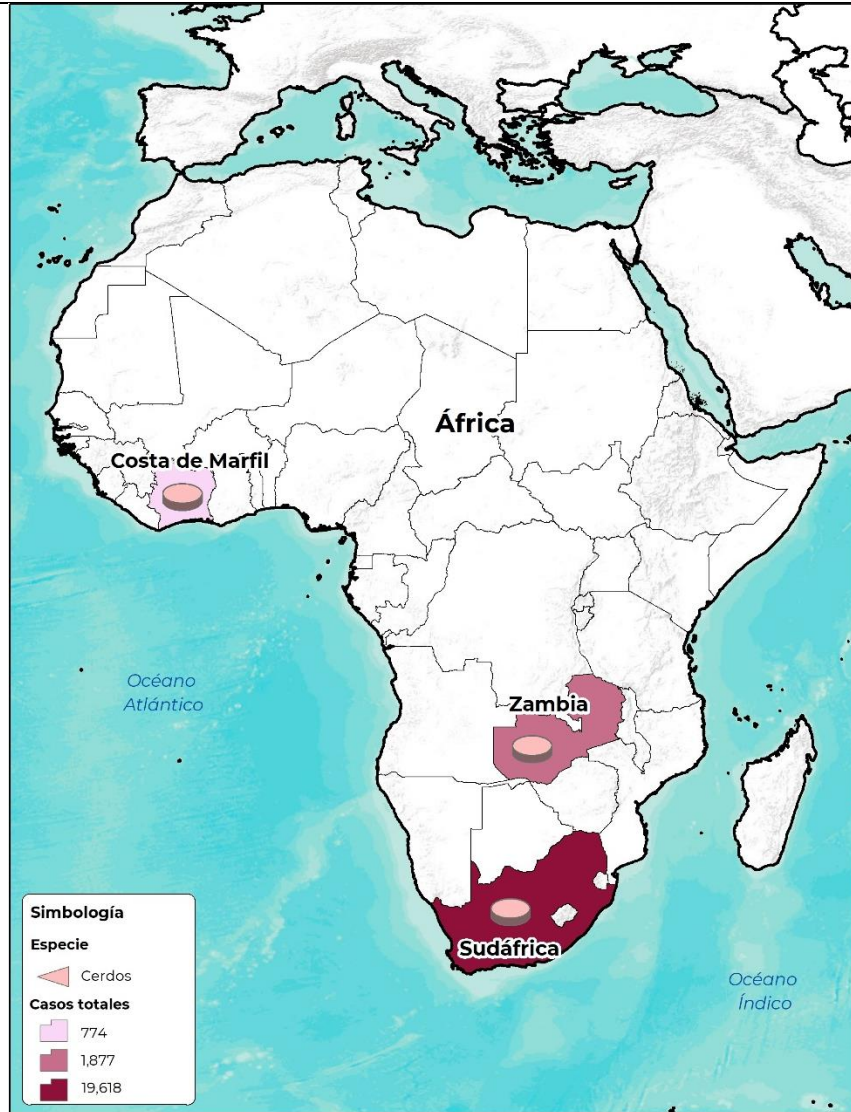 África
Costa de Marfil
Océano
Atlántico
Zambia
Sudáfrica
Océano
Índico
Simbología
Especie
Cerdos
Casos totales
774
1,877
19,618